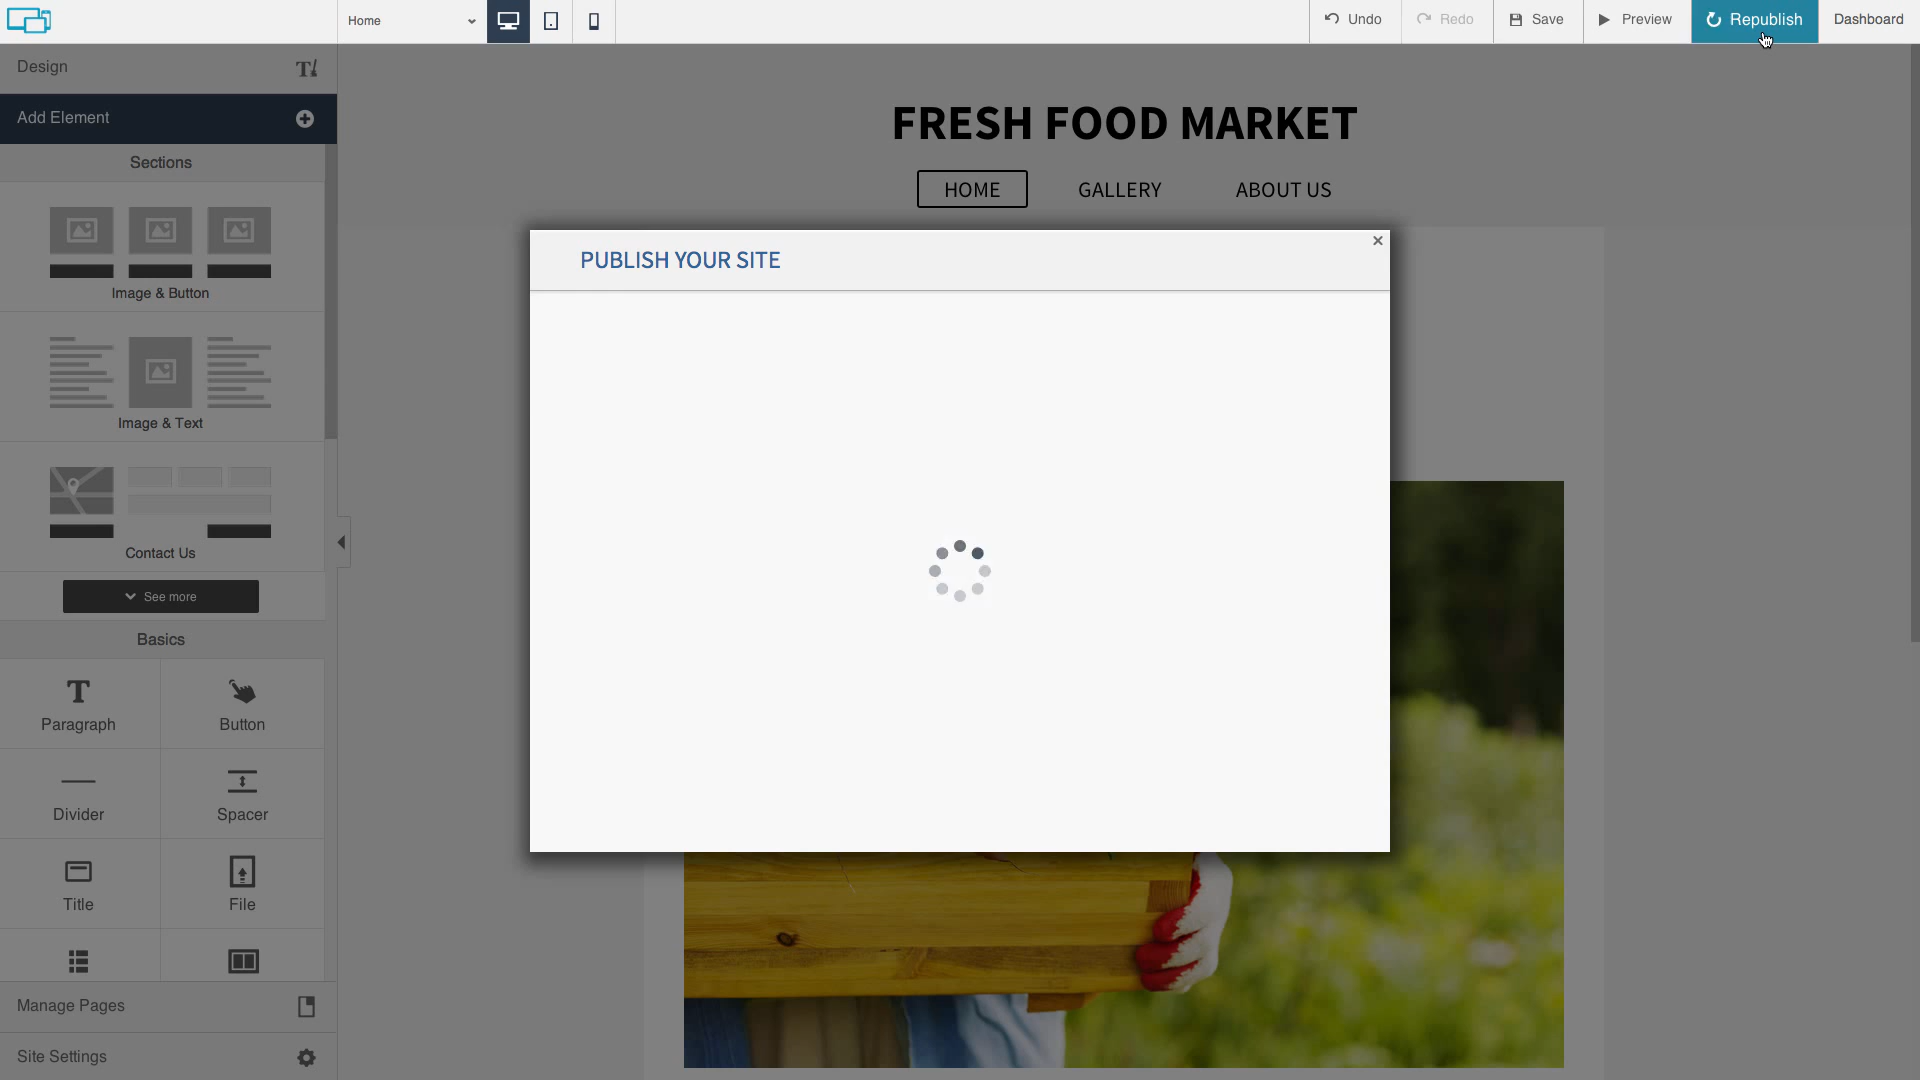 Home
Undo
Redo
Save
Preview
Republish
Dashboard
Design
Add Element
Sections
Image & Button
Image & Text
Contact Us
See more
Basics
Paragraph
Button
Divider
Spacer
Title
File
Manage Pages
Site Settings
FRESH FOOD MARKET
HOME
GALLERY
ABOUT US
PUBLISH YOUR SITE